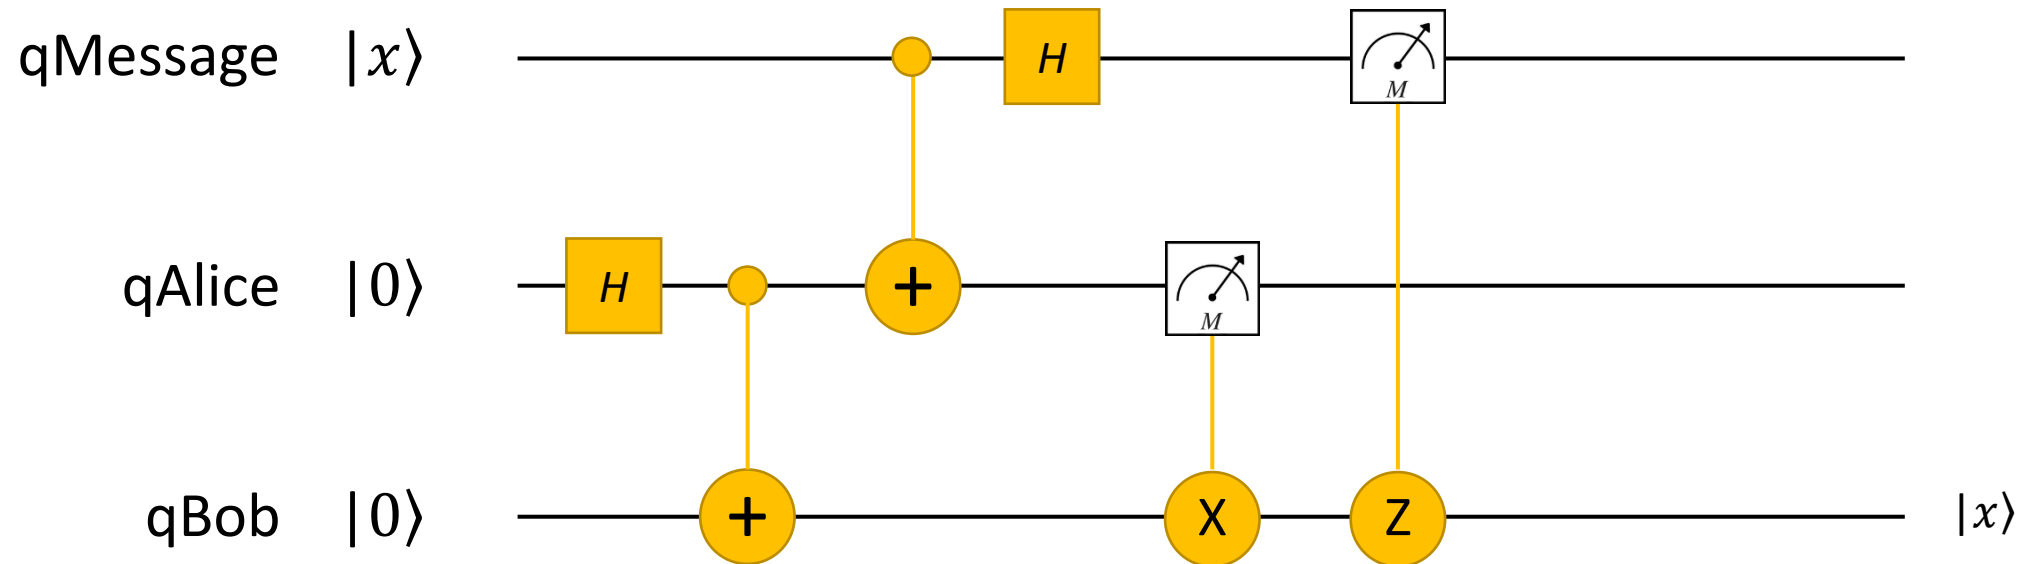 qMessage |x⟩ H M
qAlice |0⟩ H + M
qBob |0⟩ + X Z |x⟩